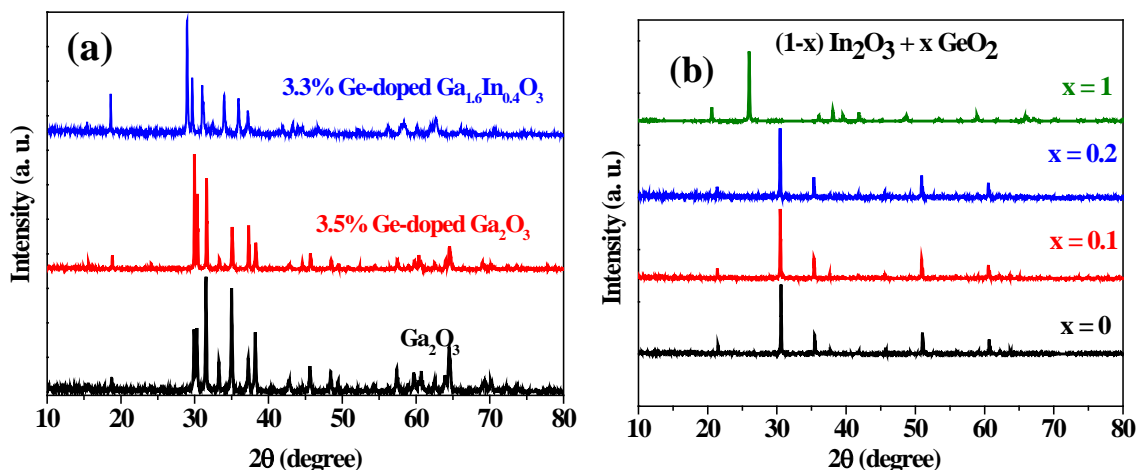 (a)
3.3% Ge-doped Ga₁.₆In₀.₄O₃
3.5% Ge-doped Ga₂O₃
Ga₂O₃
Intensity (a. u.)
10 20 30 40 50 60 70 80
2θ (degree)
(b)
(1-x) In₂O₃ + x GeO₂
x = 1
x = 0.2
x = 0.1
x = 0
Intensity (a. u.)
10 20 30 40 50 60 70 80
2θ (degree)